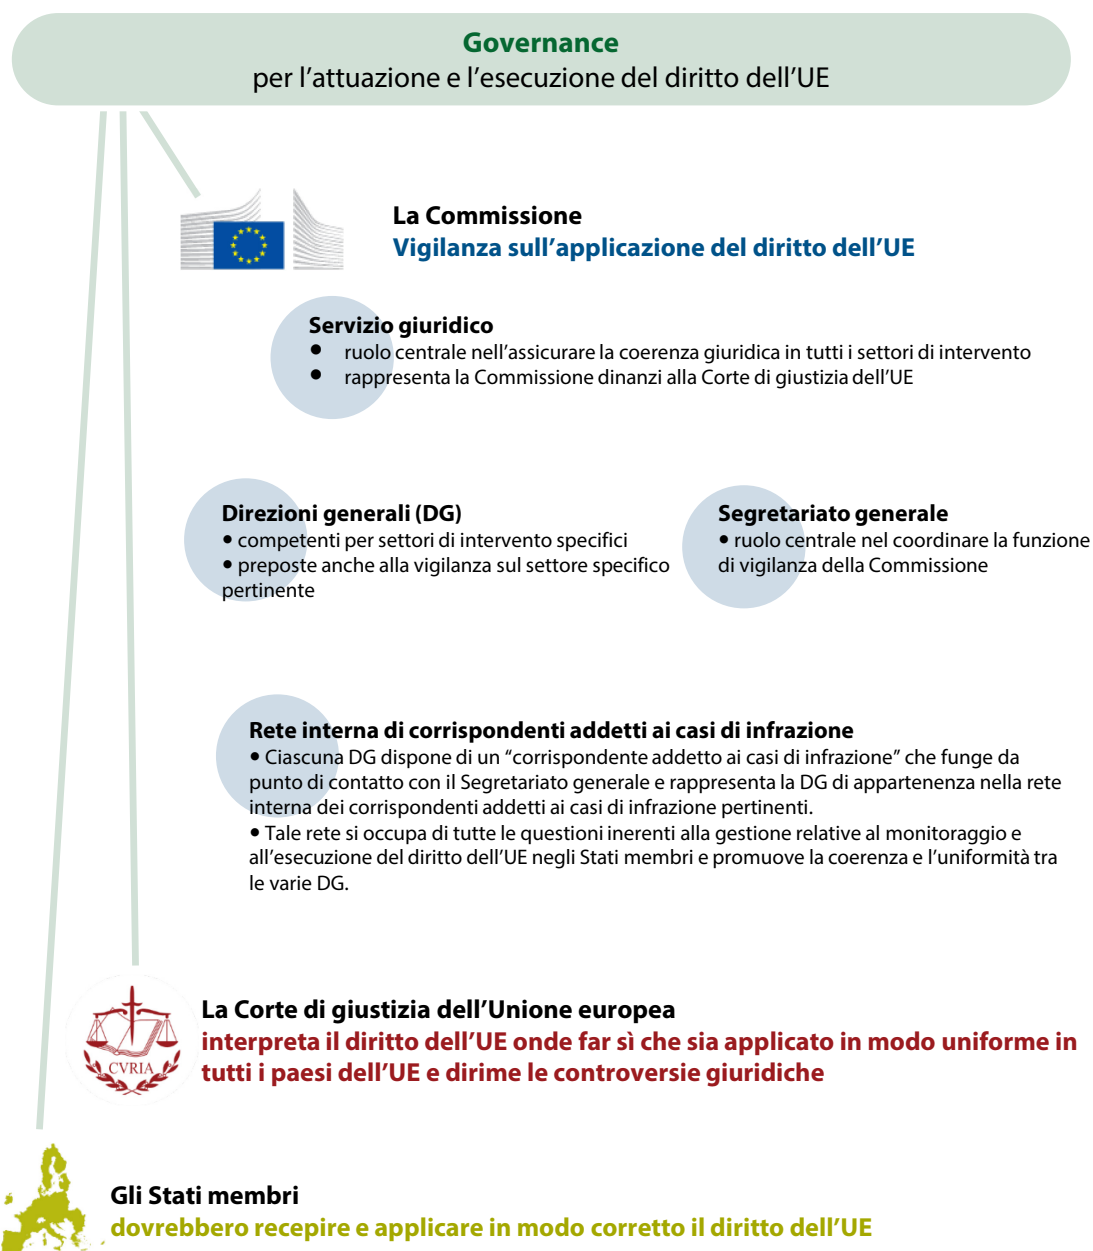 Governance
per l’attuazione e l’esecuzione del diritto dell’UE
La Commissione
Vigilanza sull’applicazione del diritto dell’UE
Servizio giuridico
• ruolo centrale nell’assicurare la coerenza giuridica in tutti i settori di intervento
• rappresenta la Commissione dinanzi alla Corte di giustizia dell’UE
Direzioni generali (DG)
• competenti per settori di intervento specifici
• preposte anche alla vigilanza sul settore specifico
pertinente
Segretariato generale
• ruolo centrale nel coordinare la funzione
di vigilanza della Commissione
Rete interna di corrispondenti addetti ai casi di infrazione
• Ciascuna DG dispone di un “corrispondente addetto ai casi di infrazione” che funge da
punto di contatto con il Segretariato generale e rappresenta la DG di appartenenza nella rete
interna dei corrispondenti addetti ai casi di infrazione pertinenti.
• Tale rete si occupa di tutte le questioni inerenti alla gestione relative al monitoraggio e
all’esecuzione del diritto dell’UE negli Stati membri e promuove la coerenza e l’uniformità tra
le varie DG.
CVRIA
La Corte di giustizia dell’Unione europea
interpreta il diritto dell’UE onde far sì che sia applicato in modo uniforme in
tutti i paesi dell’UE e dirime le controversie giuridiche
Gli Stati membri
dovrebbero recepire e applicare in modo corretto il diritto dell’UE